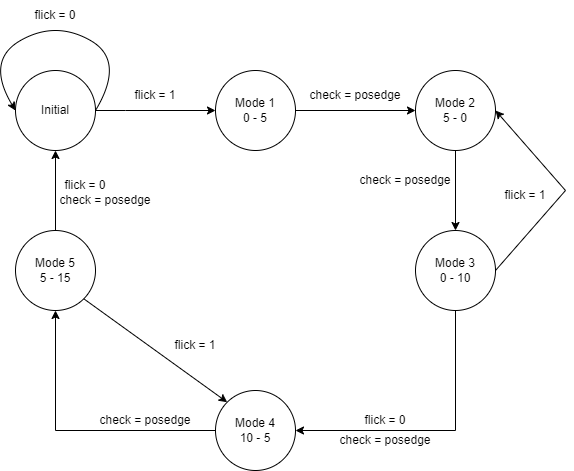 flick = 0
Initial
flick = 1
Mode 1
0 - 5
check = posedge
Mode 2
5 - 0
flick = 0
check = posedge
check = posedge
flick = 1
Mode 5
5 - 15
Mode 3
0 - 10
flick = 1
check = posedge
Mode 4
10 - 5
flick = 0
check = posedge